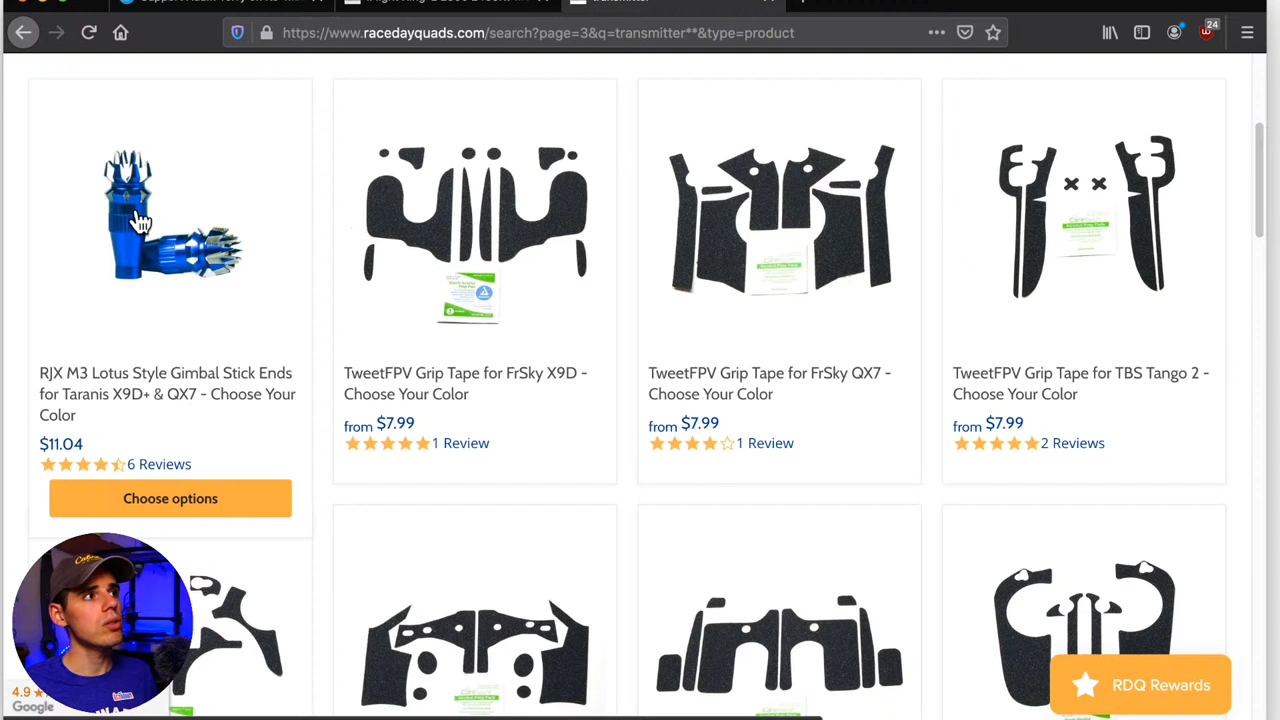 transmitter
https://www.racedayquads.com/search?page=3&q=transmitter**&type=product
24
RJX M3 Lotus Style Gimbal Stick Ends
for Taranis X9D+ & QX7 - Choose Your
Color
$11.04
6 Reviews
Choose options
TweetFPV Grip Tape for FrSky X9D -
Choose Your Color
from $7.99
1 Review
TweetFPV Grip Tape for FrSky QX7 -
Choose Your Color
from $7.99
1 Review
TweetFPV Grip Tape for TBS Tango 2 -
Choose Your Color
from $7.99
2 Reviews
4.9
Google
RDQ Rewards